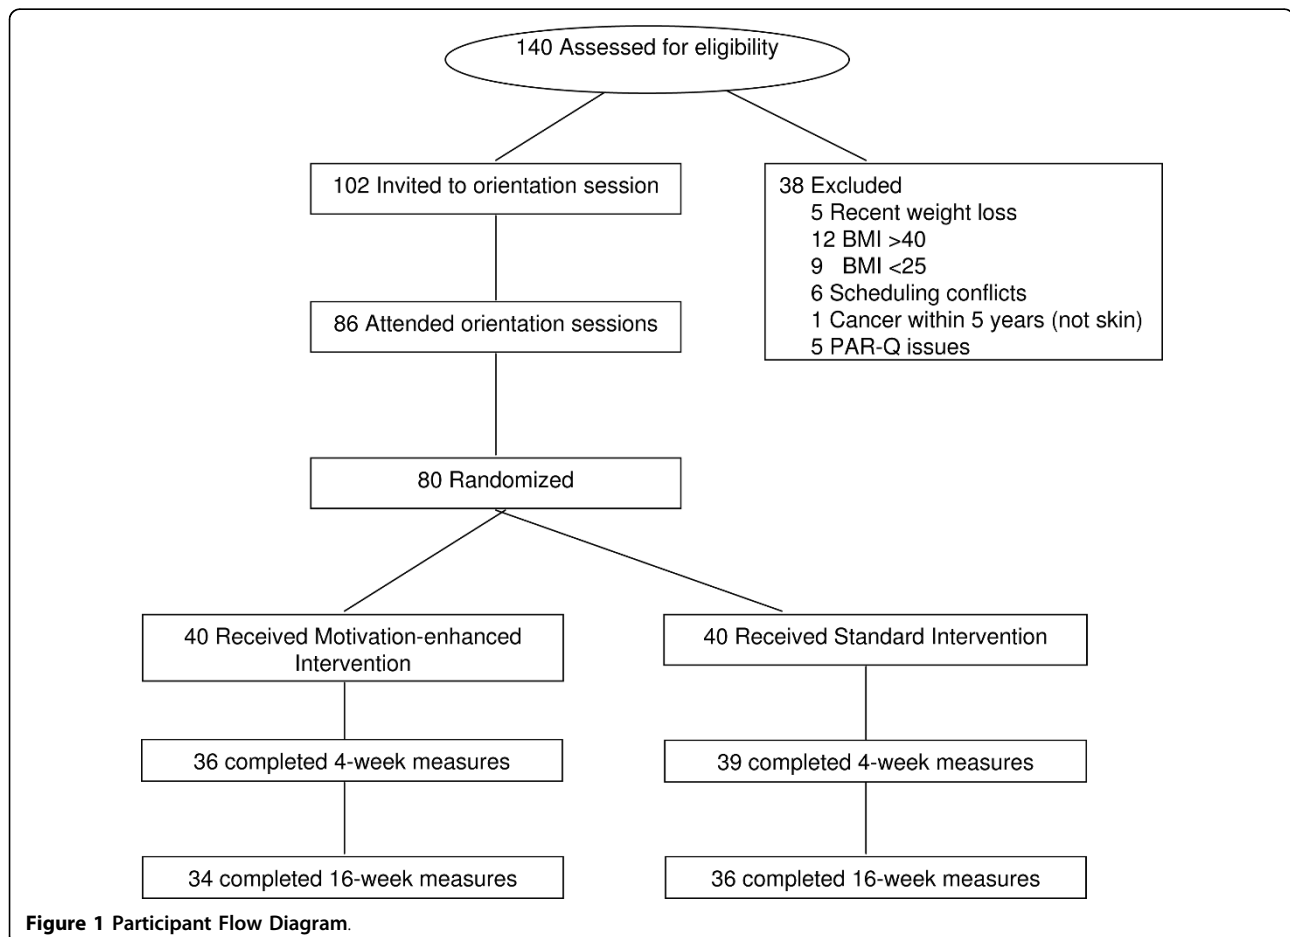 140 Assessed for eligibility
102 Invited to orientation session
38 Excluded
5 Recent weight loss
12 BMI >40
9 BMI <25
6 Scheduling conflicts
1 Cancer within 5 years (not skin)
5 PAR-Q issues
86 Attended orientation sessions
80 Randomized
40 Received Motivation-enhanced
Intervention
40 Received Standard Intervention
36 completed 4-week measures
39 completed 4-week measures
34 completed 16-week measures
36 completed 16-week measures
Figure 1 Participant Flow Diagram.